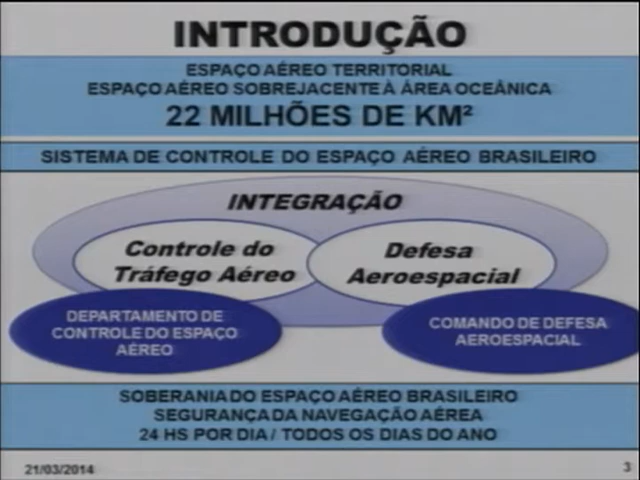 INTRODUÇÃO
ESPAÇO AÉREO TERRITORIAL
ESPAÇO AÉREO SOBREJACENTE À ÁREA OCEÂNICA
22 MILHÕES DE KM²
SISTEMA DE CONTROLE DO ESPAÇO AÉREO BRASILEIRO
INTEGRAÇÃO
Controle do
Tráfego Aéreo
Defesa
Aeroespacial
DEPARTAMENTO DE
CONTROLE DO ESPAÇO
AÉREO
COMANDO DE DEFESA
AEROESPACIAL
SOBERANIA DO ESPAÇO AÉREO BRASILEIRO
SEGURANÇA DA NAVEGAÇÃO AÉREA
24 HS POR DIA / TODOS OS DIAS DO ANO
21/03/2014
3